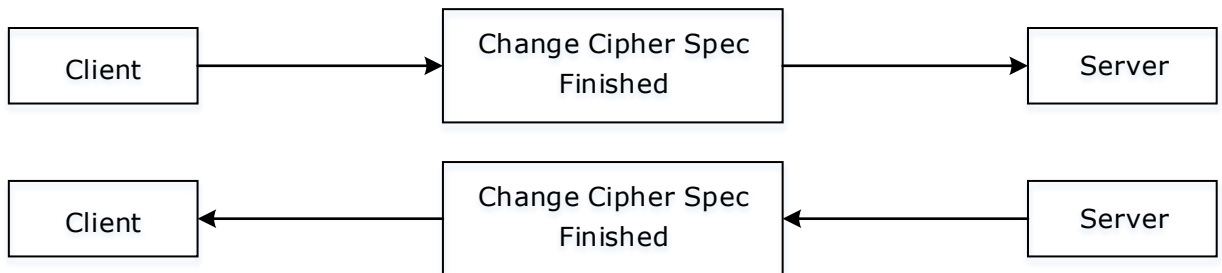 Client
Change Cipher Spec
Finished
Server
Client
Change Cipher Spec
Finished
Server